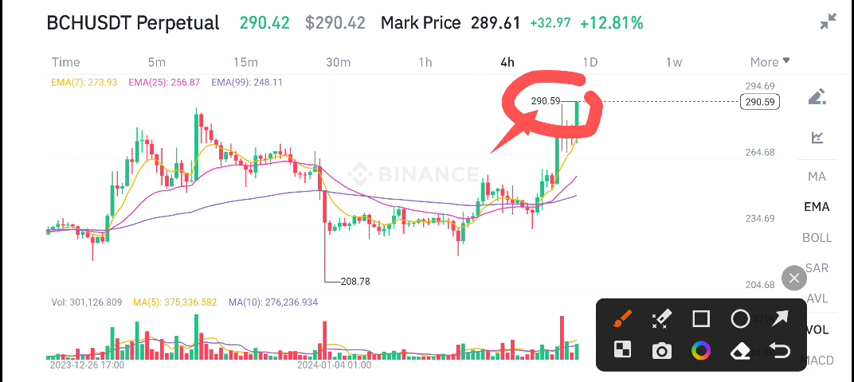 BCHUSDT Perpetual 290.42 $290.42 Mark Price 289.61 +32.97 +12.81%
Time 5m 15m 30m 1h 4h 1D 1w More
EMA(7): 273.93 EMA(25): 256.87 EMA(99): 248.11
294.69
290.59
290.59
264.68
BINANCE
MA
EMA
234.69
BOLL
SAR
208.78
204.68
AVL
Vol: 301,126.809 MA(5): 375,336.582 MA(10): 276,236.934
VOL
MACD
2023-12-26 17:00 2024-01-04 01:00